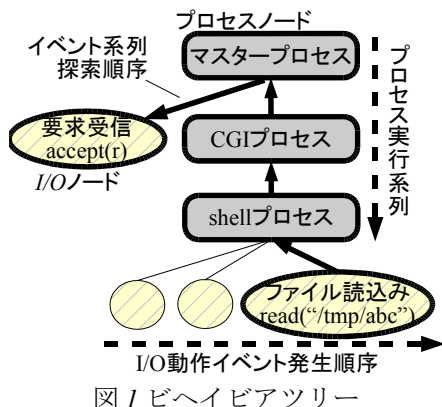 プロセスノード
イベント系列
探索順序
マスタープロセス
要求受信
accept(r)
I/Oノード
CGIプロセス
プロセス実行系列
shellプロセス
ファイル読込み
read(“/tmp/abc”)
I/O動作イベント発生順序
図 1 ビヘイビアツリー